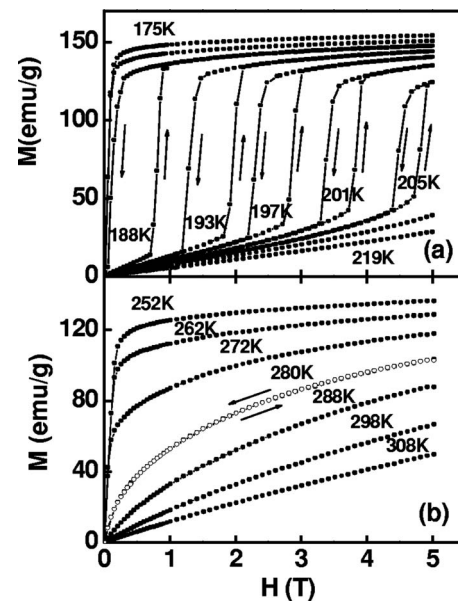 175K
150
100
50
0
M(emu/g)
188K
193K
197K
201K
205K
219K
(a)
252K
262K
272K
280K
288K
298K
308K
120
80
40
0
M (emu/g)
(b)
0 1 2 3 4 5
H (T)